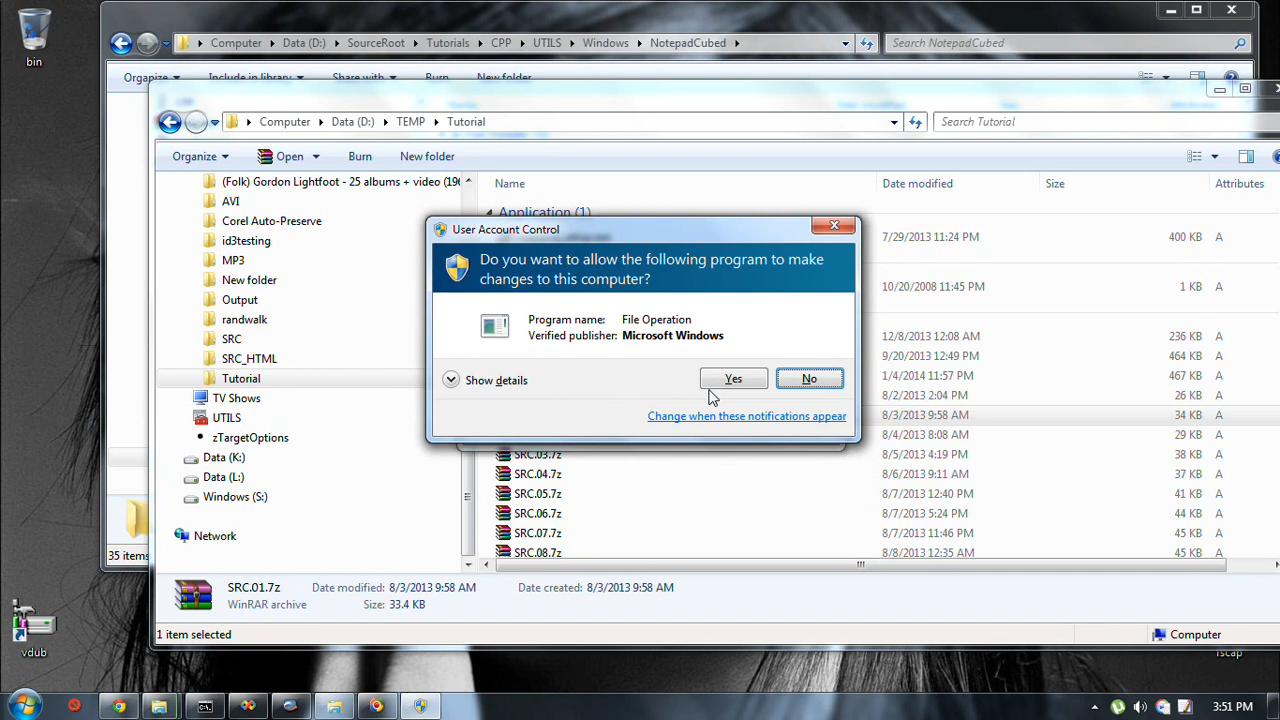 bin
Computer Data (D:) SourceRoot Tutorials CPP UTILS Windows NotepadCubed
Search NotepadCubed
Organize Include in library Share with Burn New folder
Computer Data (D:) TEMP Tutorial
Search Tutorial
Organize Open Burn New folder
(Folk) Gordon Lightfoot - 25 albums + video (196
AVI
Corel Auto-Preserve
id3testing
MP3
New folder
Output
randwalk
SRC
SRC_HTML
Tutorial
TV Shows
UTILS
zTargetOptions
Data (K:)
Data (L:)
Windows (S:)
Network
Name Date modified Size Attributes
Application (1)
7/29/2013 11:24 PM 400 KB A
10/20/2008 11:45 PM 1 KB A
12/8/2013 12:08 AM 236 KB A
9/20/2013 12:49 PM 464 KB A
1/4/2014 11:57 PM 467 KB A
8/2/2013 2:04 PM 26 KB A
8/3/2013 9:58 AM 34 KB A
8/4/2013 8:08 AM 29 KB A
SRC.03.7z 8/5/2013 4:19 PM 38 KB A
SRC.04.7z 8/6/2013 9:11 AM 37 KB A
SRC.05.7z 8/7/2013 12:40 PM 41 KB A
SRC.06.7z 8/7/2013 5:24 PM 44 KB A
SRC.07.7z 8/7/2013 11:46 PM 45 KB A
SRC.08.7z 8/8/2013 12:35 AM 45 KB A
User Account Control
Do you want to allow the following program to make
changes to this computer?
Program name: File Operation
Verified publisher: Microsoft Windows
Show details
Yes
No
Change when these notifications appear
35 items
SRC.01.7z Date modified: 8/3/2013 9:58 AM Date created: 8/3/2013 9:58 AM
WinRAR archive Size: 33.4 KB
1 item selected
Computer
vdub
3:51 PM